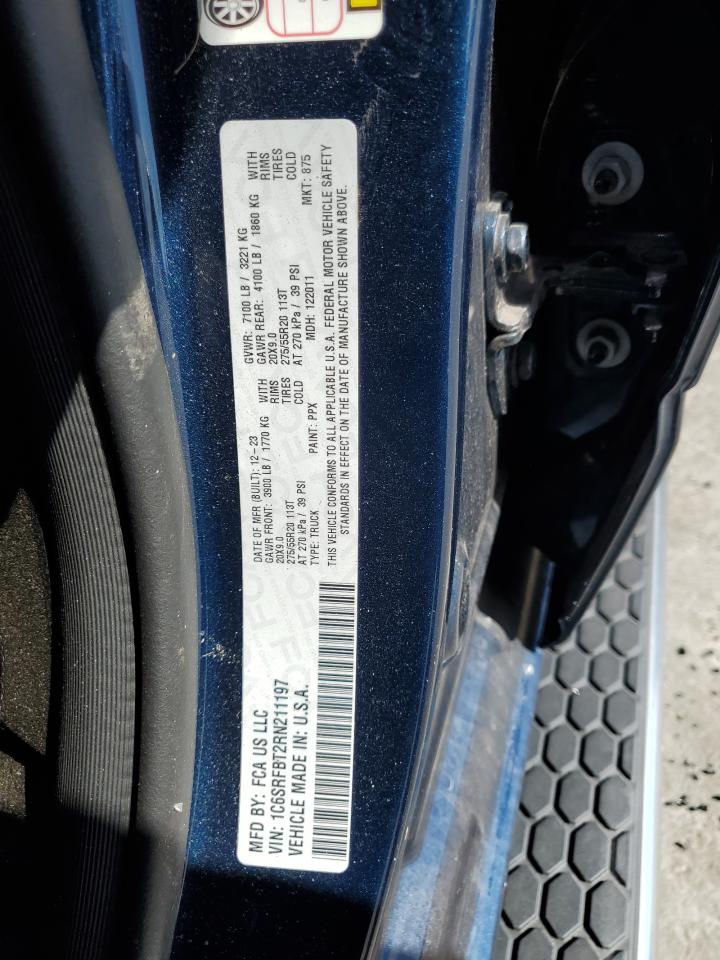 MFD BY: FCA US LLC
VIN: 1C6SRFBT2RN211197
VEHICLE MADE IN: U.S.A.
DATE OF MFR (BUILT): 12-23 GVWR: 7100 LB / 3221 KG
GAWR FRONT: 3900 LB / 1770 KG WITH GAWR REAR: 4100 LB / 1860 KG WITH
20X9.0 RIMS 20X9.0 RIMS
275/55R20 113T TIRES 275/55R20 113T TIRES
AT 270 kPa / 39 PSI COLD AT 270 kPa / 39 PSI COLD
TYPE: TRUCK PAINT: PPX MDH: 122011 MKT: 875
THIS VEHICLE CONFORMS TO ALL APPLICABLE U.S.A. FEDERAL MOTOR VEHICLE SAFETY
STANDARDS IN EFFECT ON THE DATE OF MANUFACTURE SHOWN ABOVE.